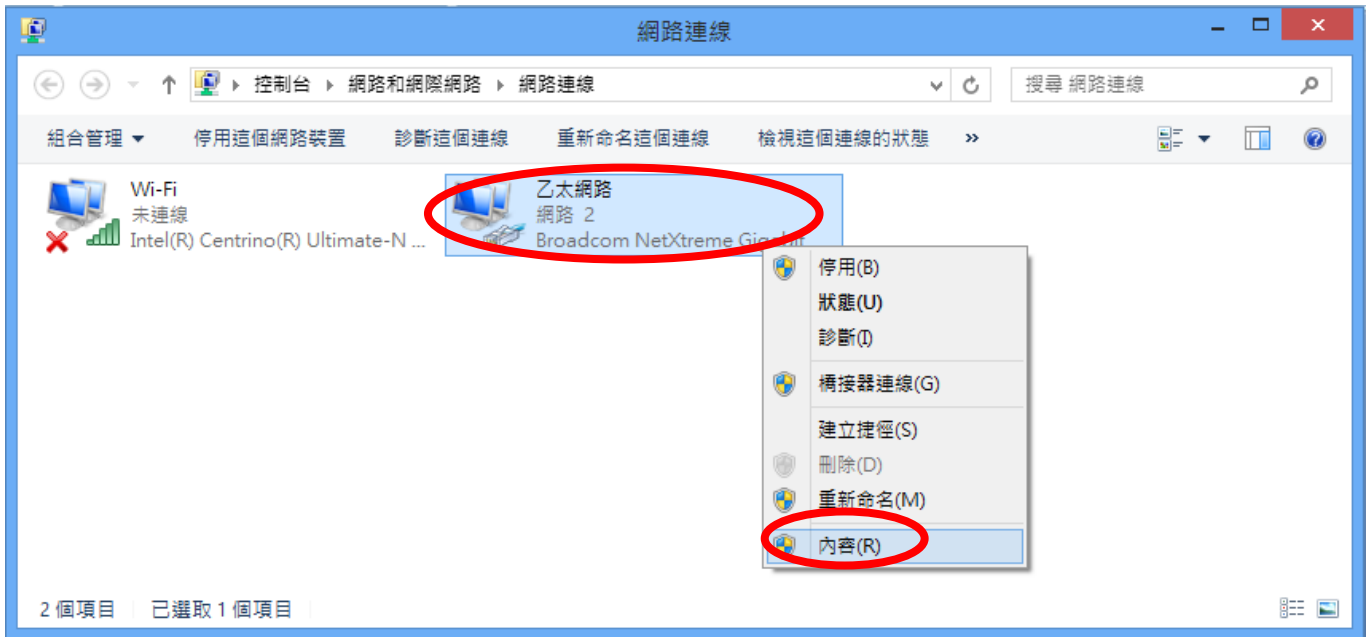 網路連線
控制台 網路和網際網路 網路連線 搜尋 網路連線
組合管理 停用這個網路裝置 診斷這個連線 重新命名這個連線 檢視這個連線的狀態 »
Wi-Fi
未連線
Intel(R) Centrino(R) Ultimate-N ...
乙太網路
網路 2
Broadcom NetXtreme Gigabit
停用(B)
狀態(U)
診斷(I)
橋接器連線(G)
建立捷徑(S)
刪除(D)
重新命名(M)
內容(R)
2 個項目 已選取 1 個項目